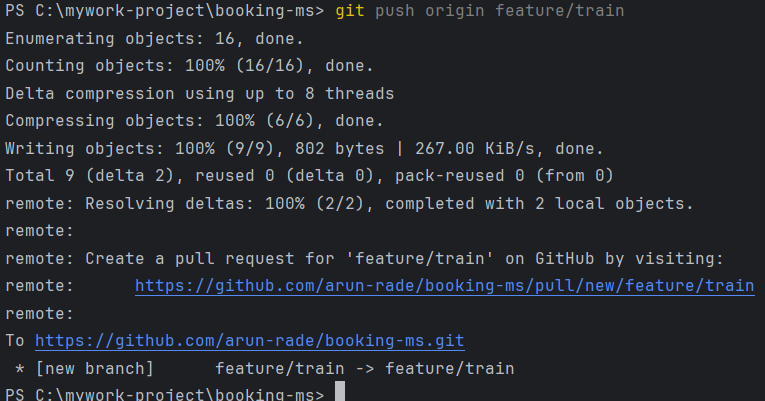 PS C:\mywork-project\booking-ms> git push origin feature/train
Enumerating objects: 16, done.
Counting objects: 100% (16/16), done.
Delta compression using up to 8 threads
Compressing objects: 100% (6/6), done.
Writing objects: 100% (9/9), 802 bytes | 267.00 KiB/s, done.
Total 9 (delta 2), reused 0 (delta 0), pack-reused 0 (from 0)
remote: Resolving deltas: 100% (2/2), completed with 2 local objects.
remote:
remote: Create a pull request for 'feature/train' on GitHub by visiting:
remote:      https://github.com/arun-rade/booking-ms/pull/new/feature/train
remote:
To https://github.com/arun-rade/booking-ms.git
 * [new branch]      feature/train -> feature/train
PS C:\mywork-project\booking-ms>